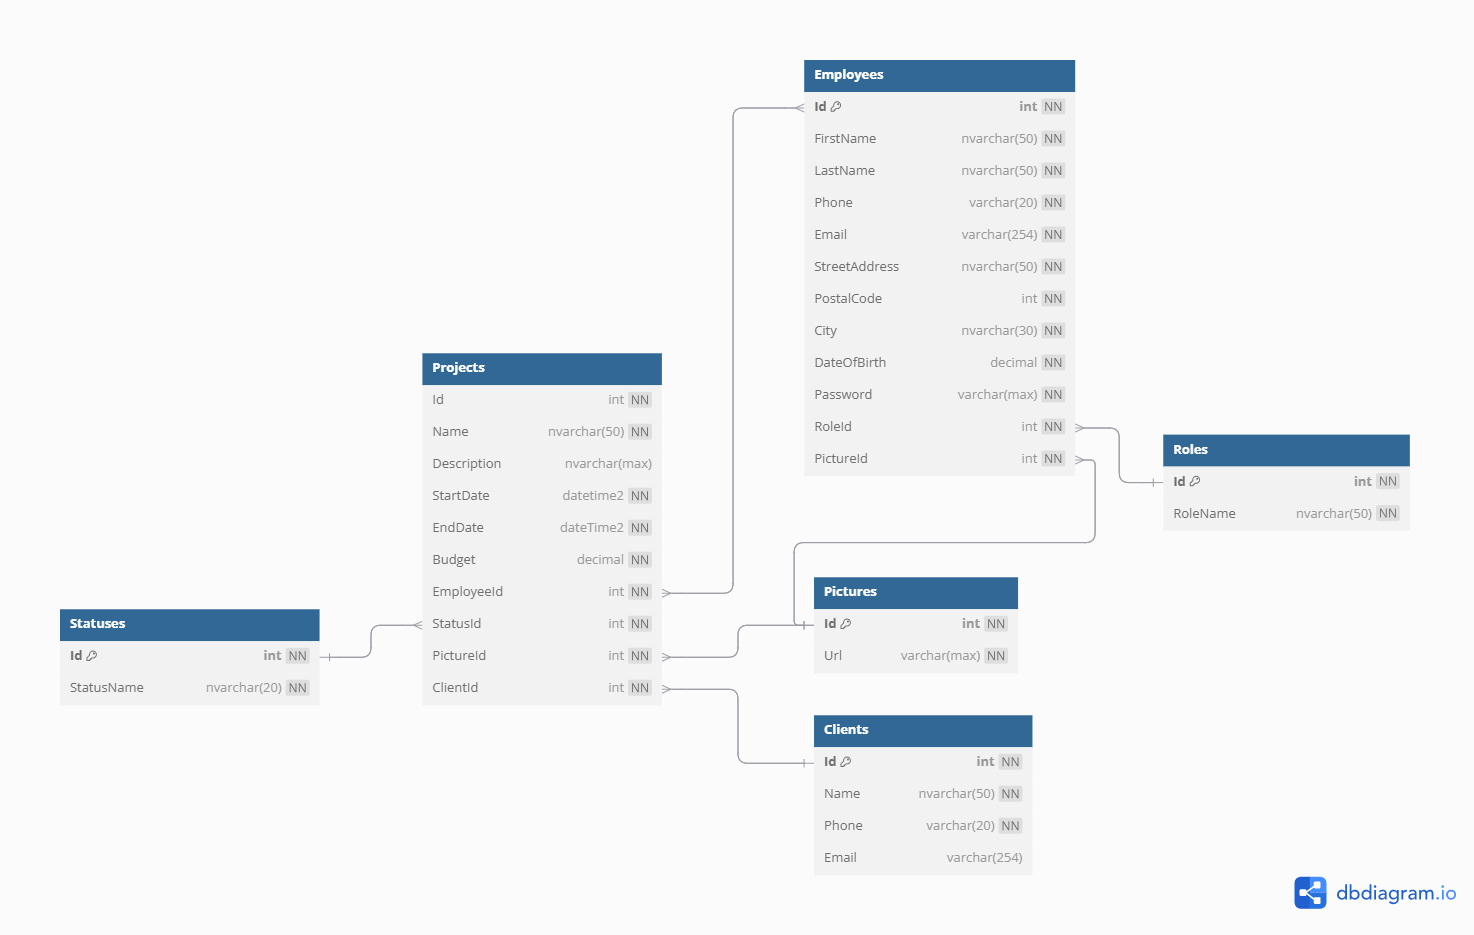 Employees
Id int NN
FirstName nvarchar(50) NN
LastName nvarchar(50) NN
Phone varchar(20) NN
Email varchar(254) NN
StreetAddress nvarchar(50) NN
PostalCode int NN
City nvarchar(30) NN
DateOfBirth decimal NN
Password varchar(max) NN
RoleId int NN
PictureId int NN
Projects
Id int NN
Name nvarchar(50) NN
Description nvarchar(max)
StartDate datetime2 NN
EndDate dateTime2 NN
Budget decimal NN
EmployeeId int NN
StatusId int NN
PictureId int NN
ClientId int NN
Roles
Id int NN
RoleName nvarchar(50) NN
Statuses
Id int NN
StatusName nvarchar(20) NN
Pictures
Id int NN
Url varchar(max) NN
Clients
Id int NN
Name nvarchar(50) NN
Phone varchar(20) NN
Email varchar(254)
dbdiagram.io